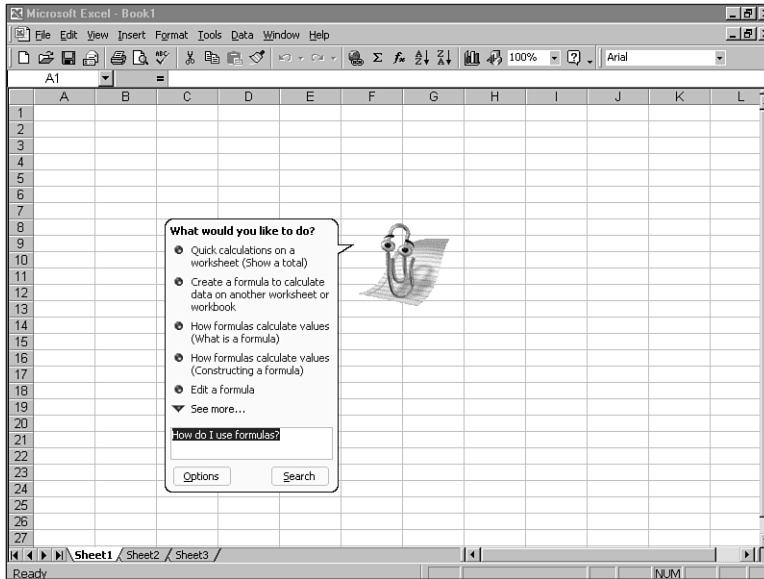 Microsoft Excel - Book1
File Edit View Insert Format Tools Data Window Help
ABC Σ f* A Z Z A 100% ? Arial
A1 =
A B C D E F G H I J K L
1
2
3
4
5
6
7
8
9
10
11
12
13
14
15
16
17
18
19
20
21
22
23
24
25
26
27
What would you like to do?
Quick calculations on a
worksheet (Show a total)
Create a formula to calculate
data on another worksheet or
workbook
How formulas calculate values
(What is a formula)
How formulas calculate values
(Constructing a formula)
Edit a formula
See more...
How do I use formulas?
Options Search
Sheet1 Sheet2 Sheet3
Ready NUM